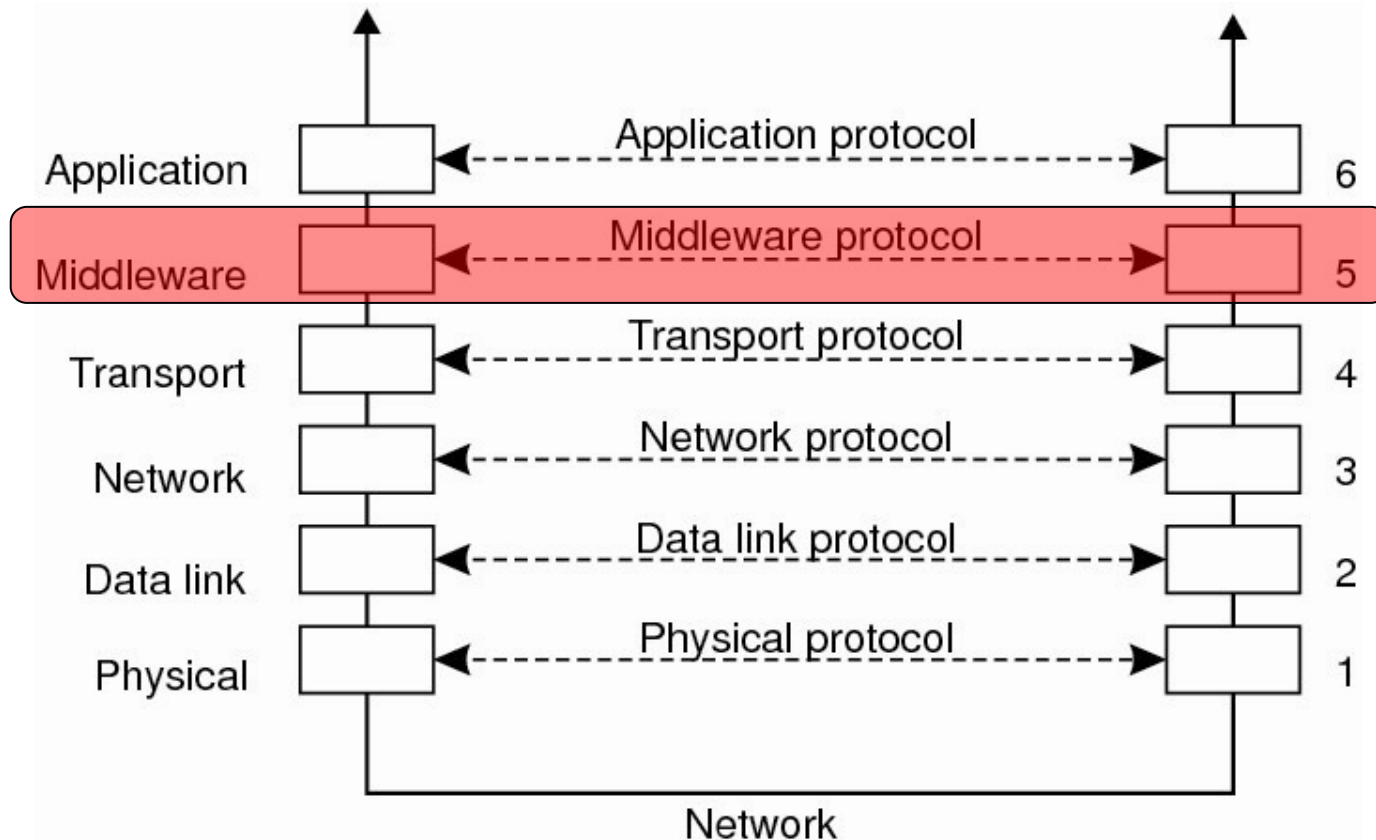 Application protocol
Application
6
Middleware protocol
Middleware
5
Transport protocol
Transport
4
Network protocol
Network
3
Data link protocol
Data link
2
Physical protocol
Physical
1
Network